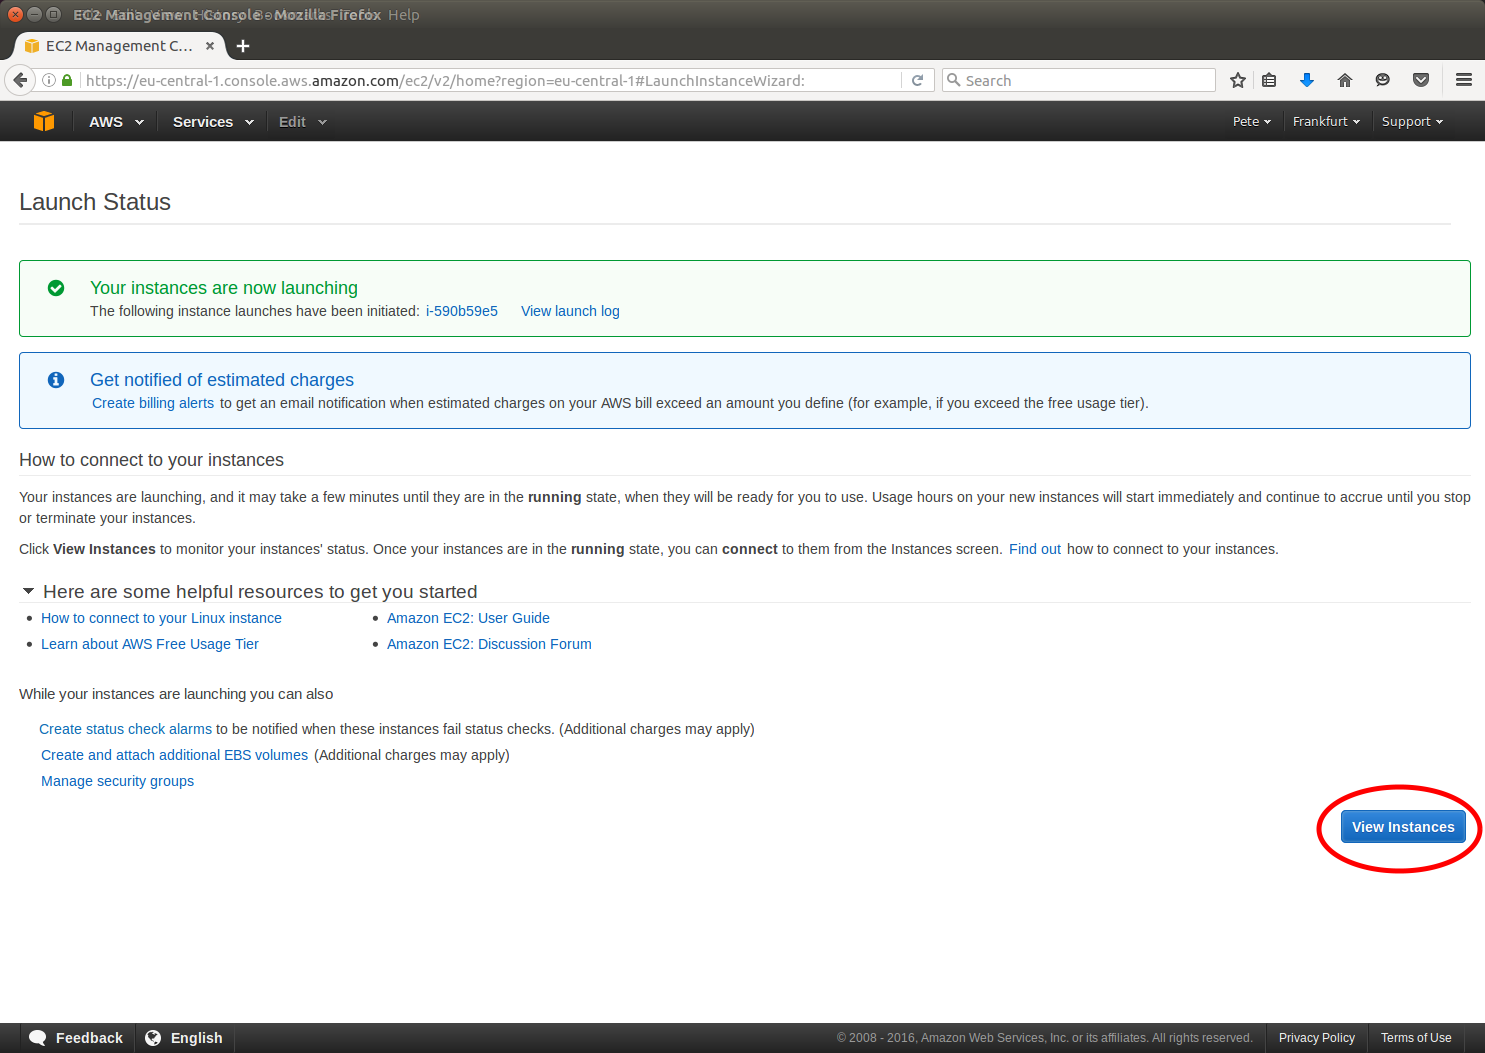 EC2 Management Console - Mozilla Firefox Help
EC2 Management C...
https://eu-central-1.console.aws.amazon.com/ec2/v2/home?region=eu-central-1#LaunchInstanceWizard:
Search
AWS Services Edit Pete Frankfurt Support
Launch Status
Your instances are now launching
The following instance launches have been initiated: i-590b59e5 View launch log
Get notified of estimated charges
Create billing alerts to get an email notification when estimated charges on your AWS bill exceed an amount you define (for example, if you exceed the free usage tier).
How to connect to your instances
Your instances are launching, and it may take a few minutes until they are in the running state, when they will be ready for you to use. Usage hours on your new instances will start immediately and continue to accrue until you stop
or terminate your instances.
Click View Instances to monitor your instances' status. Once your instances are in the running state, you can connect to them from the Instances screen. Find out how to connect to your instances.
Here are some helpful resources to get you started
• How to connect to your Linux instance • Amazon EC2: User Guide
• Learn about AWS Free Usage Tier • Amazon EC2: Discussion Forum
While your instances are launching you can also
Create status check alarms to be notified when these instances fail status checks. (Additional charges may apply)
Create and attach additional EBS volumes (Additional charges may apply)
Manage security groups
View Instances
Feedback English © 2008 - 2016, Amazon Web Services, Inc. or its affiliates. All rights reserved. Privacy Policy Terms of Use